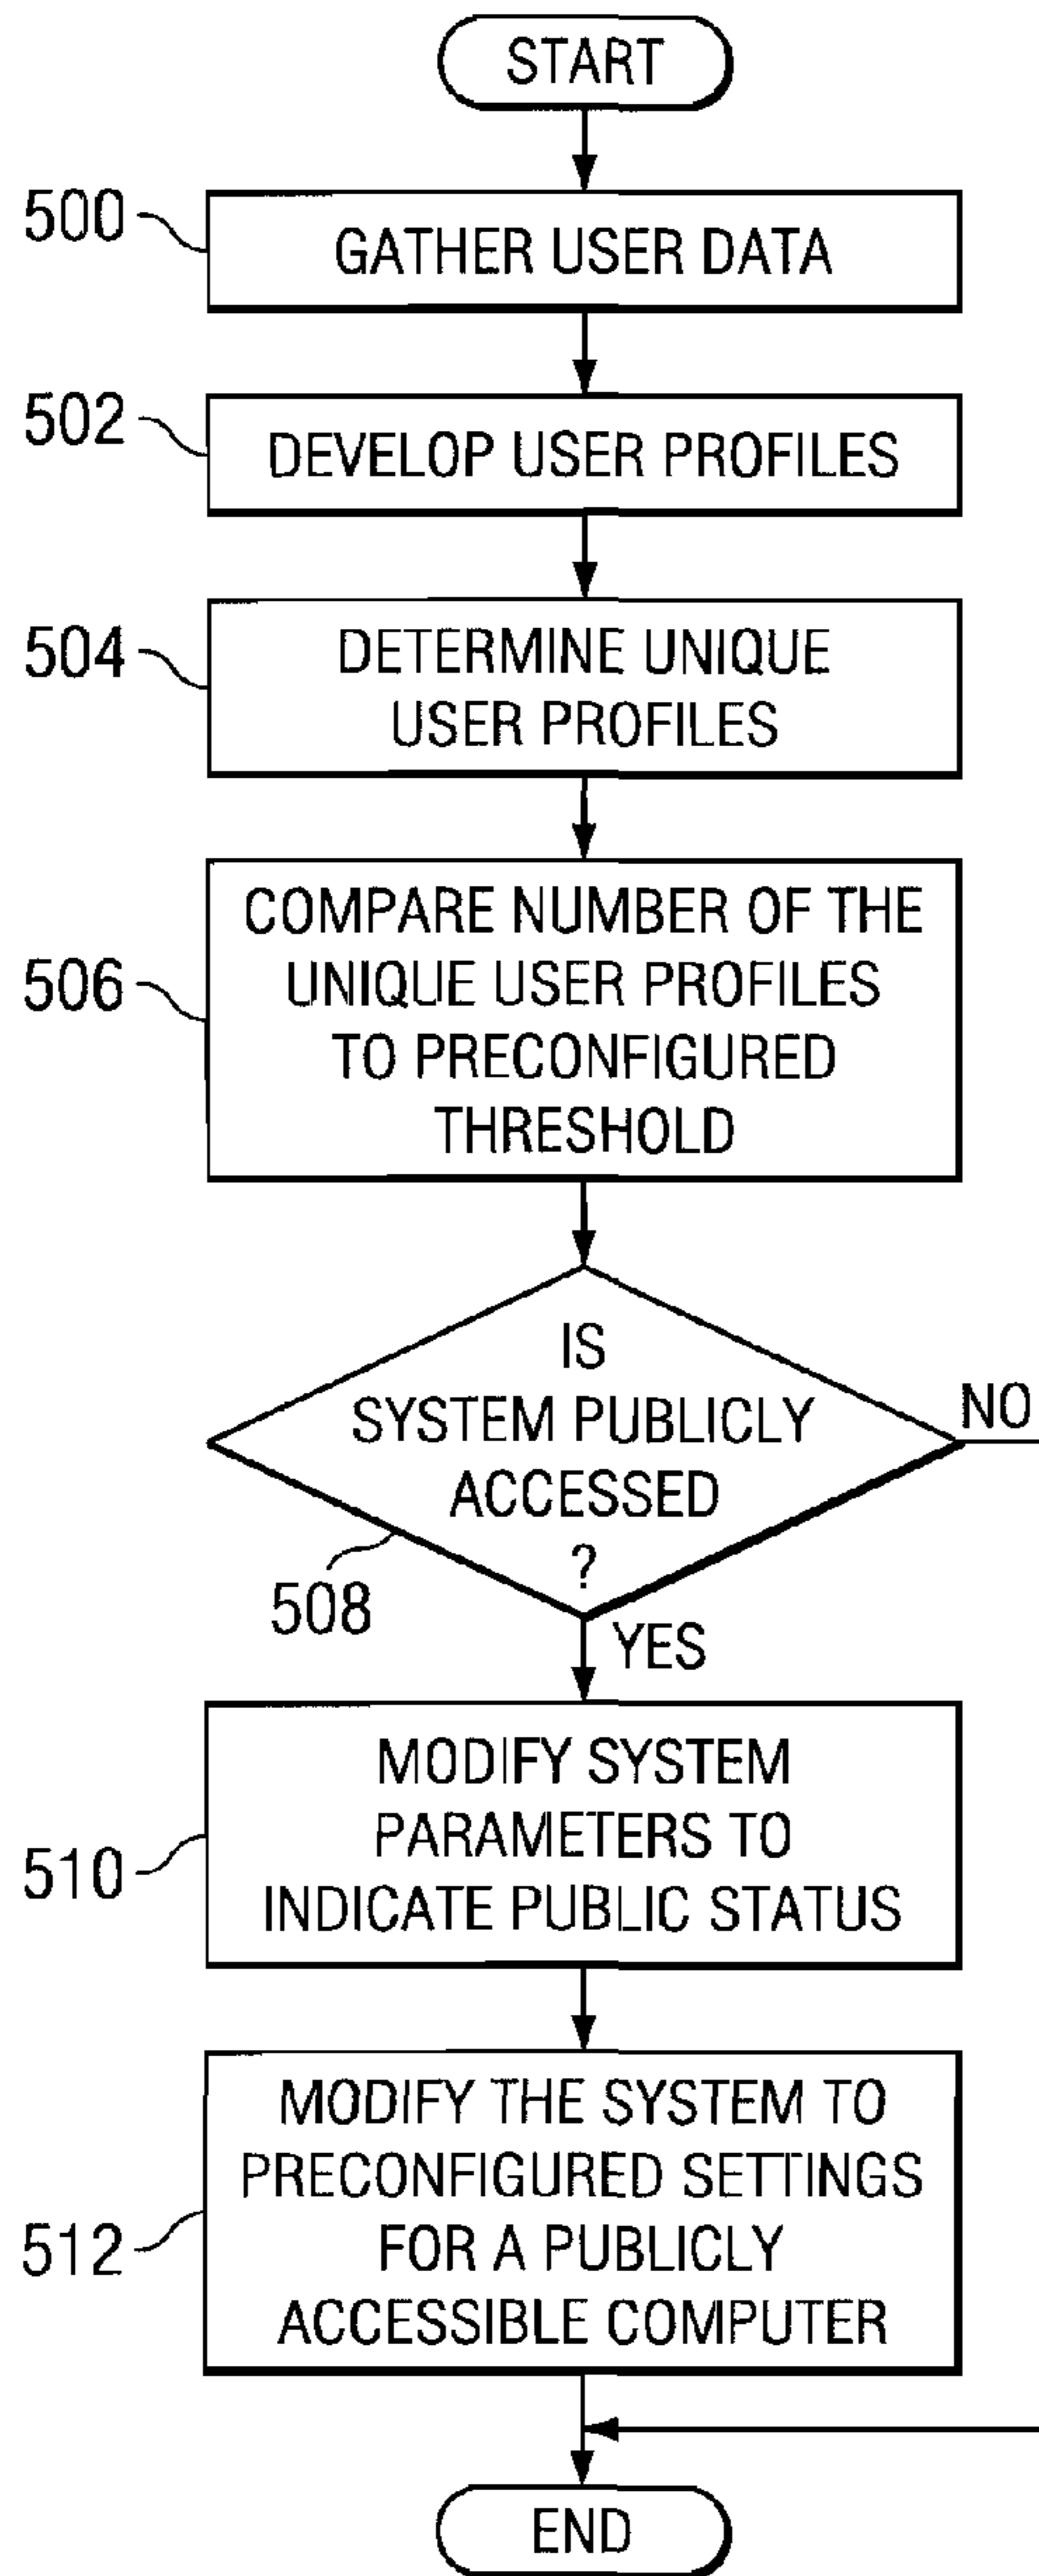 START
500
GATHER USER DATA
502
DEVELOP USER PROFILES
504
DETERMINE UNIQUE
USER PROFILES
506
COMPARE NUMBER OF THE
UNIQUE USER PROFILES
TO PRECONFIGURED
THRESHOLD
IS
SYSTEM PUBLICLY
ACCESSED
?
NO
508
YES
510
MODIFY SYSTEM
PARAMETERS TO
INDICATE PUBLIC STATUS
512
MODIFY THE SYSTEM TO
PRECONFIGURED SETTINGS
FOR A PUBLICLY
ACCESSIBLE COMPUTER
END